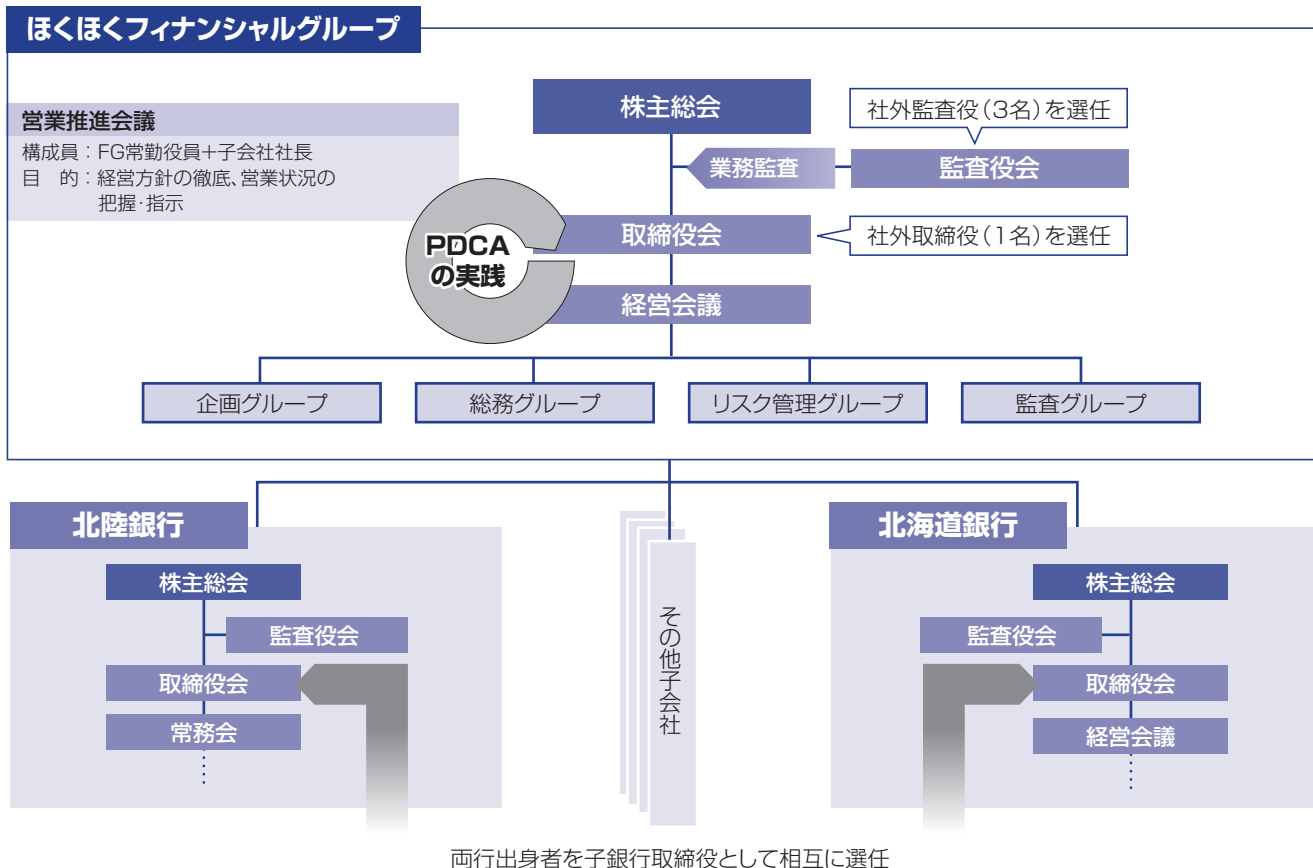 ほくほくフィナンシャルグループ
営業推進会議
構成員：FG常勤役員＋子会社社長
目　的：経営方針の徹底、営業状況の
把握・指示
株主総会
社外監査役（3名）を選任
業務監査
監査役会
PDCA
の実践
取締役会
社外取締役（1名）を選任
経営会議
企画グループ
総務グループ
リスク管理グループ
監査グループ
北陸銀行
株主総会
監査役会
取締役会
常務会
その他子会社
北海道銀行
株主総会
監査役会
取締役会
経営会議
両行出身者を子銀行取締役として相互に選任